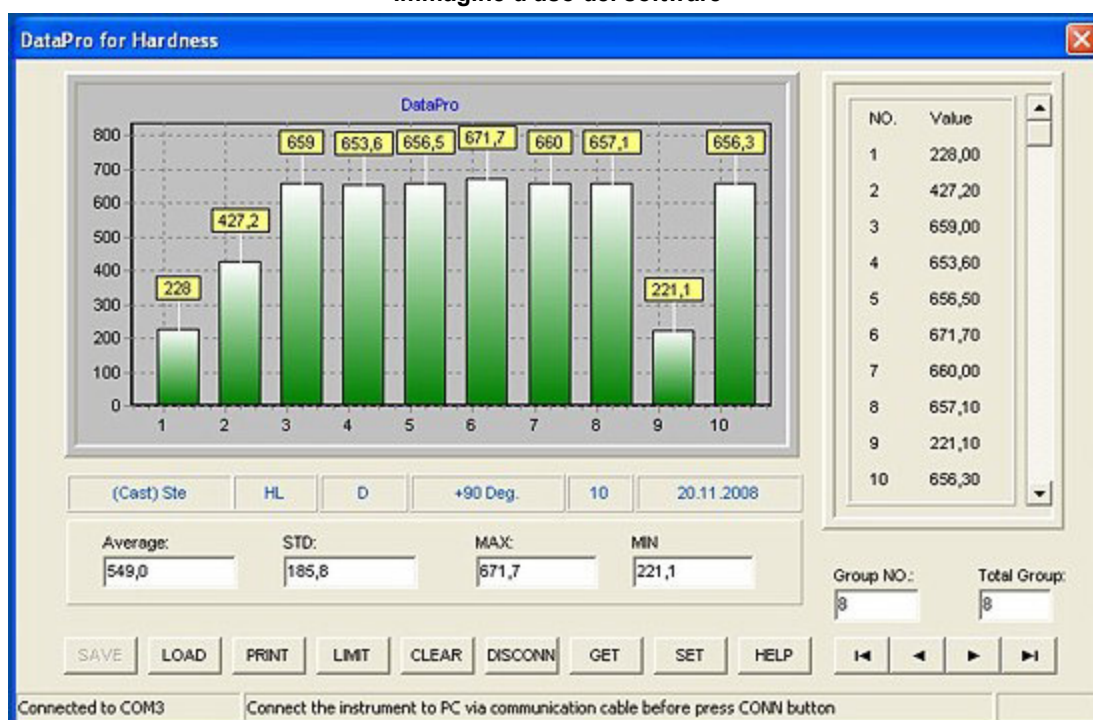 Immagine d'uso del software
DataPro for Hardness
DataPro
800
700
600
500
400
300
200
100
0
228
427,2
659
653,6
656,5
671,7
660
657,1
221,1
656,3
1 2 3 4 5 6 7 8 9 10
NO. Value
1 228,00
2 427,20
3 659,00
4 653,60
5 656,50
6 671,70
7 660,00
8 657,10
9 221,10
10 656,30
(Cast) Ste HL D +90 Deg. 10 20.11.2008
Average: STD: MAX: MIN
549,0 185,8 671,7 221,1
Group NO.: Total Group:
8 8
SAVE LOAD PRINT LIMIT CLEAR DISCONN GET SET HELP
Connected to COM3 Connect the instrument to PC via communication cable before press CONN button